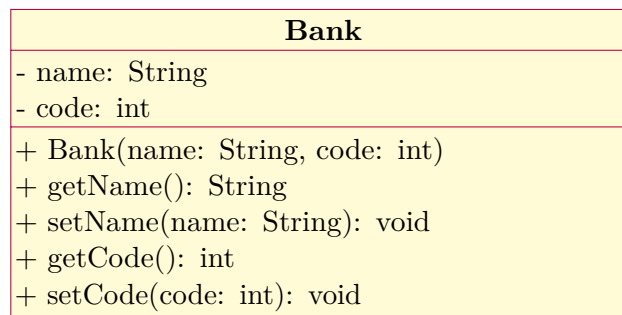 Bank
- name: String
- code: int
+ Bank(name: String, code: int)
+ getName(): String
+ setName(name: String): void
+ getCode(): int
+ setCode(code: int): void